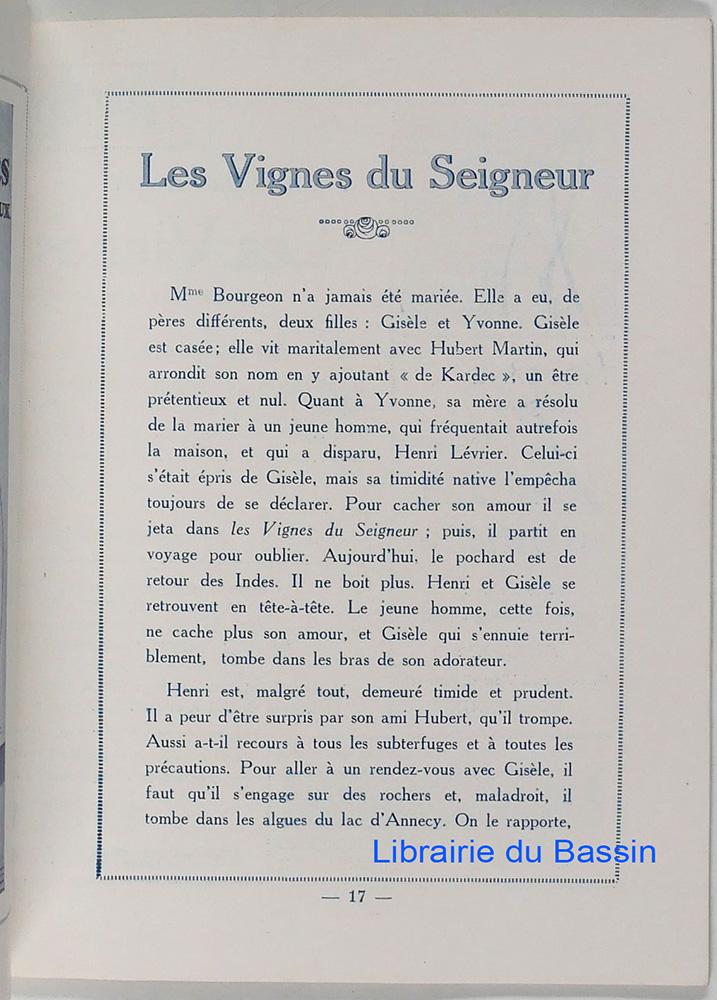 ES
UX
Les Vignes du Seigneur
Mme Bourgeon n'a jamais été mariée. Elle a eu, de
pères différents, deux filles : Gisèle et Yvonne. Gisèle
est casée; elle vit maritalement avec Hubert Martin, qui
arrondit son nom en y ajoutant « de Kardec », un être
prétentieux et nul. Quant à Yvonne, sa mère a résolu
de la marier à un jeune homme, qui fréquentait autrefois
la maison, et qui a disparu, Henri Lévrier. Celui-ci
s'était épris de Gisèle, mais sa timidité native l'empêcha
toujours de se déclarer. Pour cacher son amour il se
jeta dans les Vignes du Seigneur ; puis, il partit en
voyage pour oublier. Aujourd'hui, le pochard est de
retour des Indes. Il ne boit plus. Henri et Gisèle se
retrouvent en tête-à-tête. Le jeune homme, cette fois,
ne cache plus son amour, et Gisèle qui s'ennuie terri-
blement, tombe dans les bras de son adorateur.
Henri est, malgré tout, demeuré timide et prudent.
Il a peur d'être surpris par son ami Hubert, qu'il trompe.
Aussi a-t-il recours à tous les subterfuges et à toutes les
précautions. Pour aller à un rendez-vous avec Gisèle, il
faut qu'il s'engage sur des rochers et, maladroit, il
tombe dans les algues du lac d'Annecy. On le rapporte,
Librairie du Bassin
— 17 —